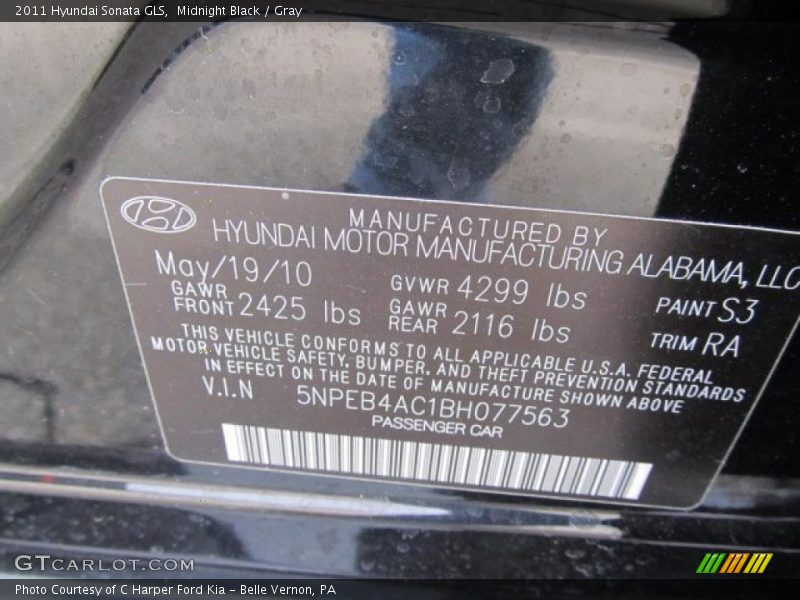 2011 Hyundai Sonata GLS, Midnight Black / Gray
MANUFACTURED BY
HYUNDAI MOTOR MANUFACTURING ALABAMA, LLC
May/19/10 GVWR 4299 lbs PAINT S3
GAWR FRONT 2425 lbs GAWR REAR 2116 lbs TRIM RA
THIS VEHICLE CONFORMS TO ALL APPLICABLE U.S.A. FEDERAL
MOTOR VEHICLE SAFETY, BUMPER, AND THEFT PREVENTION STANDARDS
IN EFFECT ON THE DATE OF MANUFACTURE SHOWN ABOVE
V.I.N 5NPEB4AC1BH077563
PASSENGER CAR
GTCARLOT.COM
Photo Courtesy of C Harper Ford Kia - Belle Vernon, PA